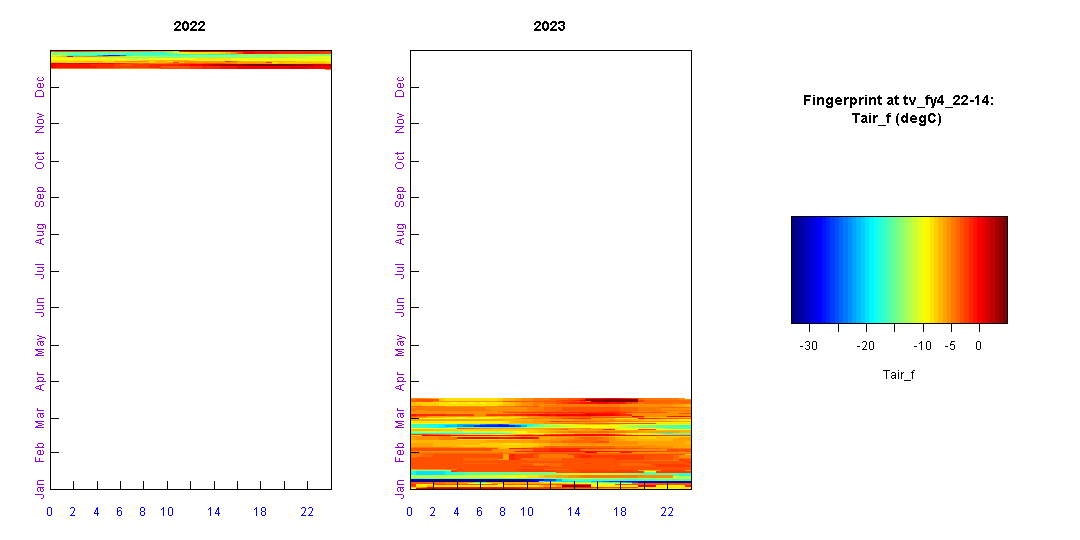 2022
2023
Dec
Nov
Oct
Sep
Aug
Jul
Jun
May
Apr
Mar
Feb
Jan
0 2 4 6 8 10 14 18 22
Dec
Nov
Oct
Sep
Aug
Jul
Jun
May
Apr
Mar
Feb
Jan
0 2 4 6 8 10 14 18 22
Fingerprint at tv_fy4_22-14:
Tair_f (degC)
-30 -20 -10 -5 0
Tair_f